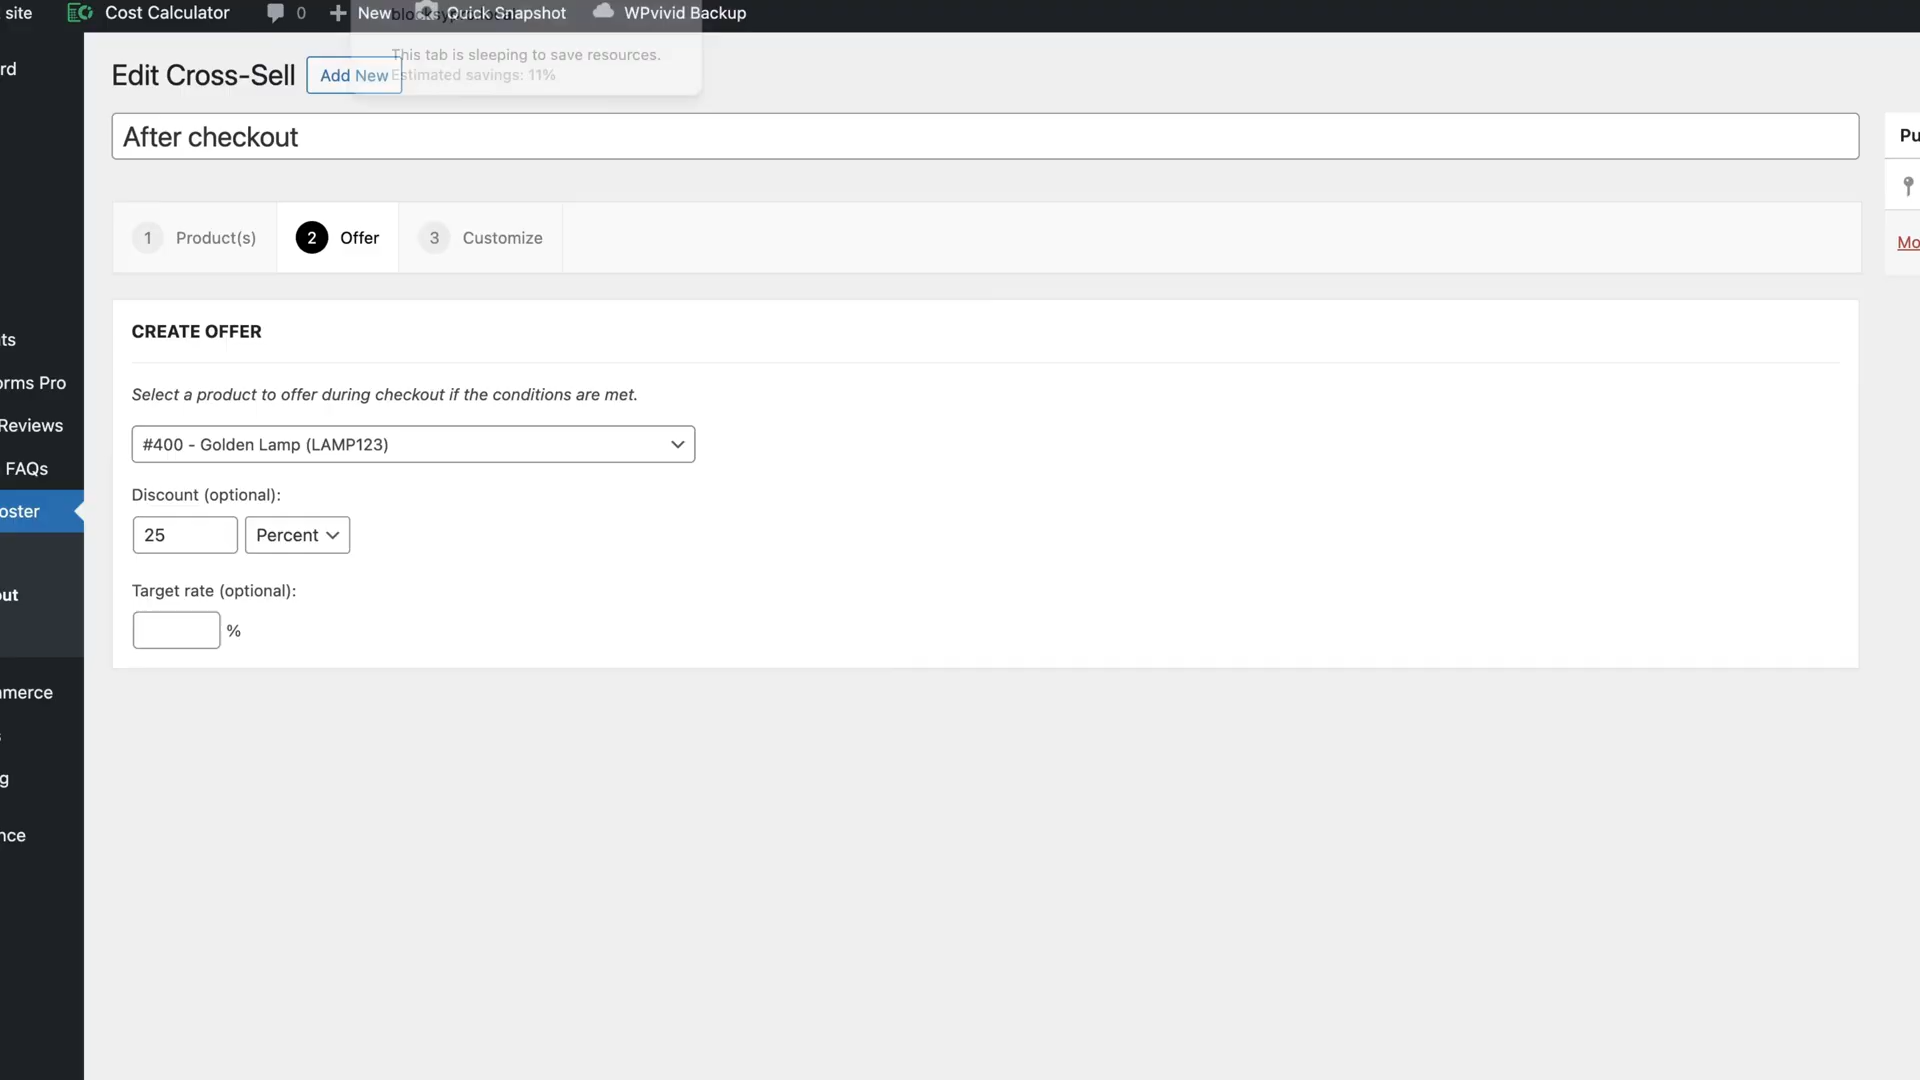 site Cost Calculator 0 New Quick Snapshot WPvivid Backup
This tab is sleeping to save resources.
Estimated savings: 11%
rd
Edit Cross-Sell Add New
After checkout
Pu
1 Product(s) 2 Offer 3 Customize
Mo
CREATE OFFER
ts
orms Pro
Select a product to offer during checkout if the conditions are met.
Reviews
#400 - Golden Lamp (LAMP123)
FAQs
Discount (optional):
oster
25 Percent
Target rate (optional):
out
%
merce
g
nce